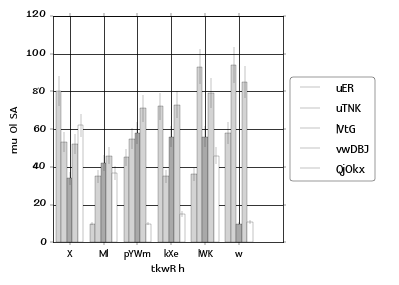 120
100
80
60
40
20
0
mu Ol SA
X Ml pYWm kXe lWK w
tkwR h
uER
uTNK
lVtG
vwDBJ
QjOkx